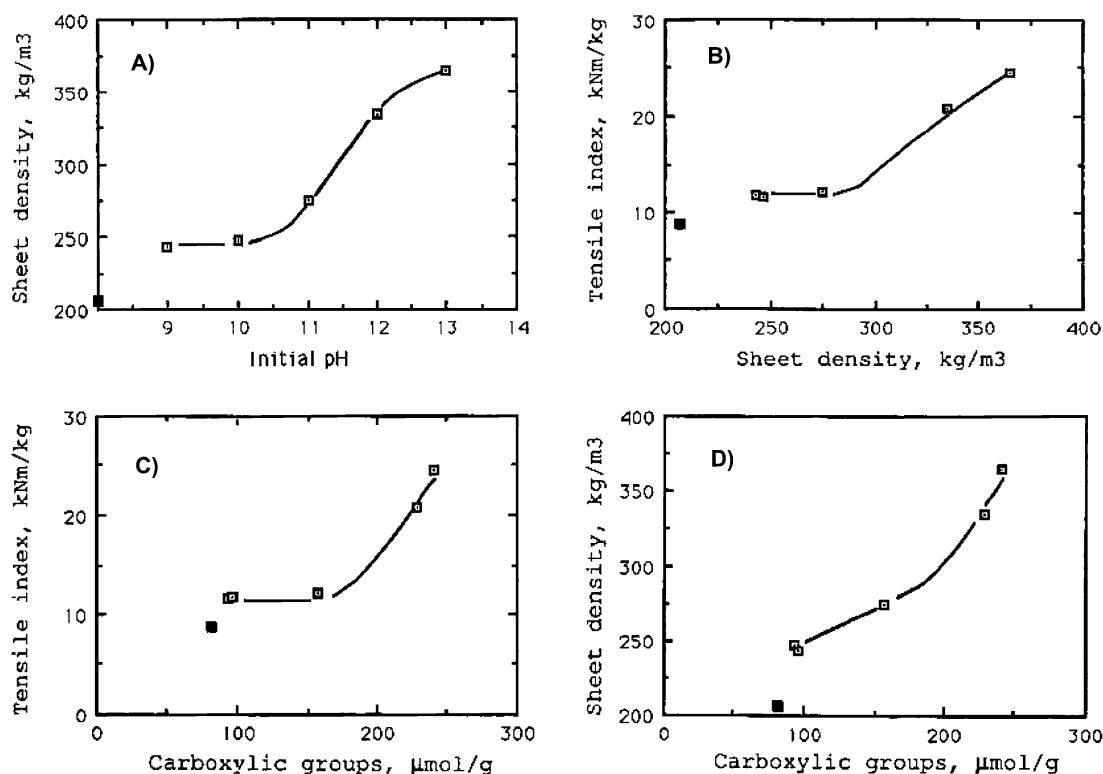 A)
Sheet density, kg/m3
400
350
300
250
200
9 10 11 12 13 14
Initial pH
B)
Tensile index, kNm/kg
30
20
10
0
200 250 300 350 400
Sheet density, kg/m3
C)
Tensile index, kNm/kg
30
20
10
0
0 100 200 300
Carboxylic groups, μmol/g
D)
Sheet density, kg/m3
400
350
300
250
200
0 100 200 300
Carboxylic groups, μmol/g